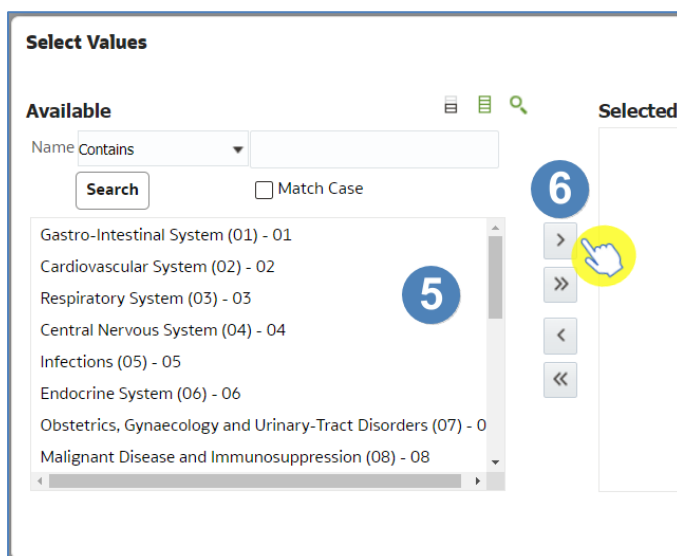 Select Values
Available
Selected
Name Contains
Search
Match Case
6
Gastro-Intestinal System (01) - 01
Cardiovascular System (02) - 02
Respiratory System (03) - 03
5
Central Nervous System (04) - 04
Infections (05) - 05
Endocrine System (06) - 06
Obstetrics, Gynaecology and Urinary-Tract Disorders (07) - 0
Malignant Disease and Immunosuppression (08) - 08